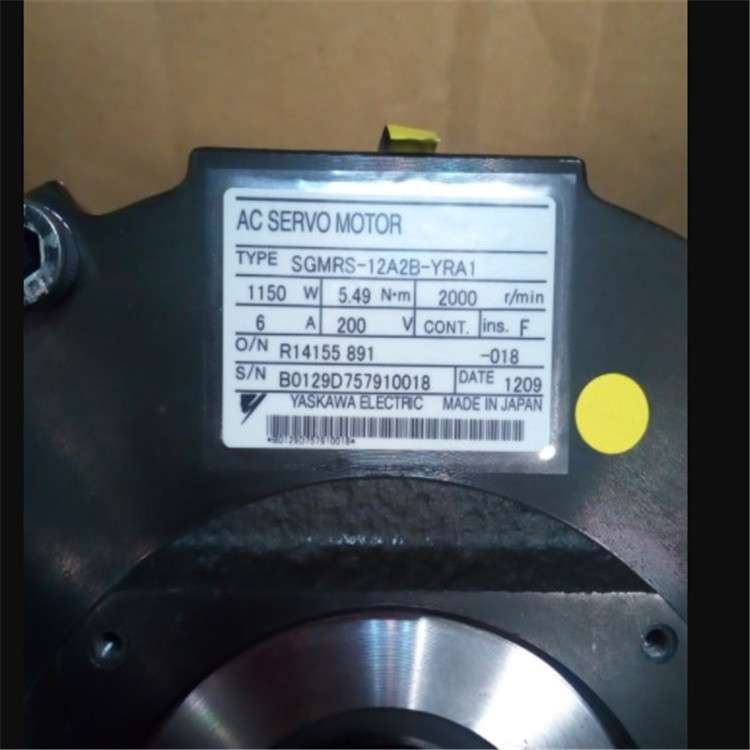 AC SERVO MOTOR
TYPE SGMRS-12A2B-YRA1
1150 W 5.49 N·m 2000 r/min
6 A 200 V CONT. ins. F
O/N R14155 891 -018
S/N B0129D757910018 DATE 1209
YASKAWA ELECTRIC MADE IN JAPAN
*B0129D757910018*